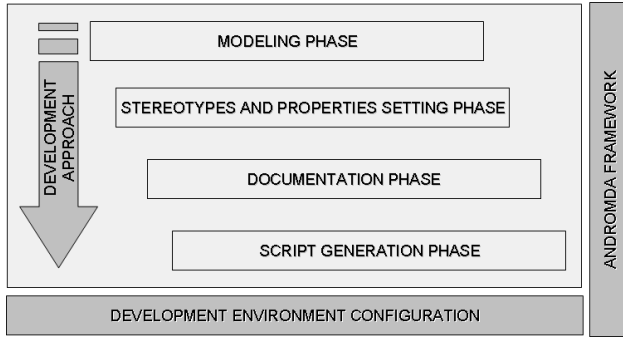 MODELING PHASE
STEREOTYPES AND PROPERTIES SETTING PHASE
DOCUMENTATION PHASE
SCRIPT GENERATION PHASE
DEVELOPMENT
APPROACH
DEVELOPMENT ENVIRONMENT CONFIGURATION
ANDROMDA FRAMEWORK